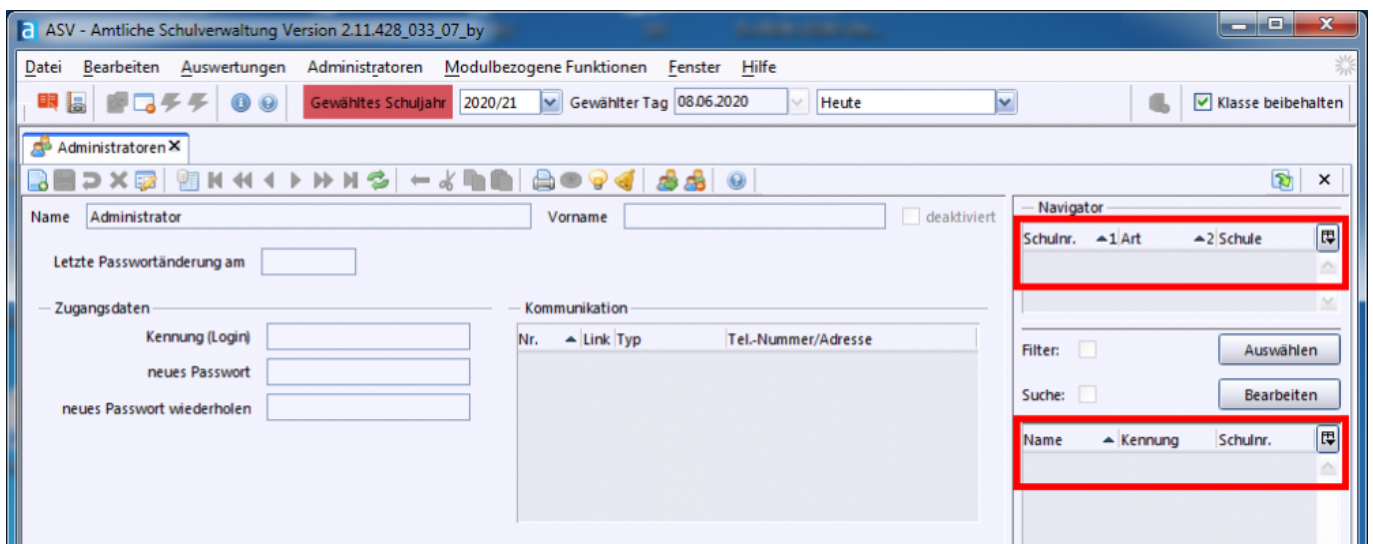 ASV - Amtliche Schulverwaltung Version 2.11.428_033_07_by
Datei Bearbeiten Auswertungen Administratoren Modulbezogene Funktionen Fenster Hilfe
Gewähltes Schuljahr 2020/21 Gewählter Tag 08.06.2020 Heute Klasse beibehalten
Administratoren
Name Administrator Vorname deaktiviert
Letzte Passwortänderung am
Zugangsdaten
Kennung (Login)
neues Passwort
neues Passwort wiederholen
Kommunikation
Nr. Link Typ Tel.-Nummer/Adresse
Navigator
Schulnr. 1 Art 2 Schule
Filter: Auswählen
Suche: Bearbeiten
Name Kennung Schulnr.